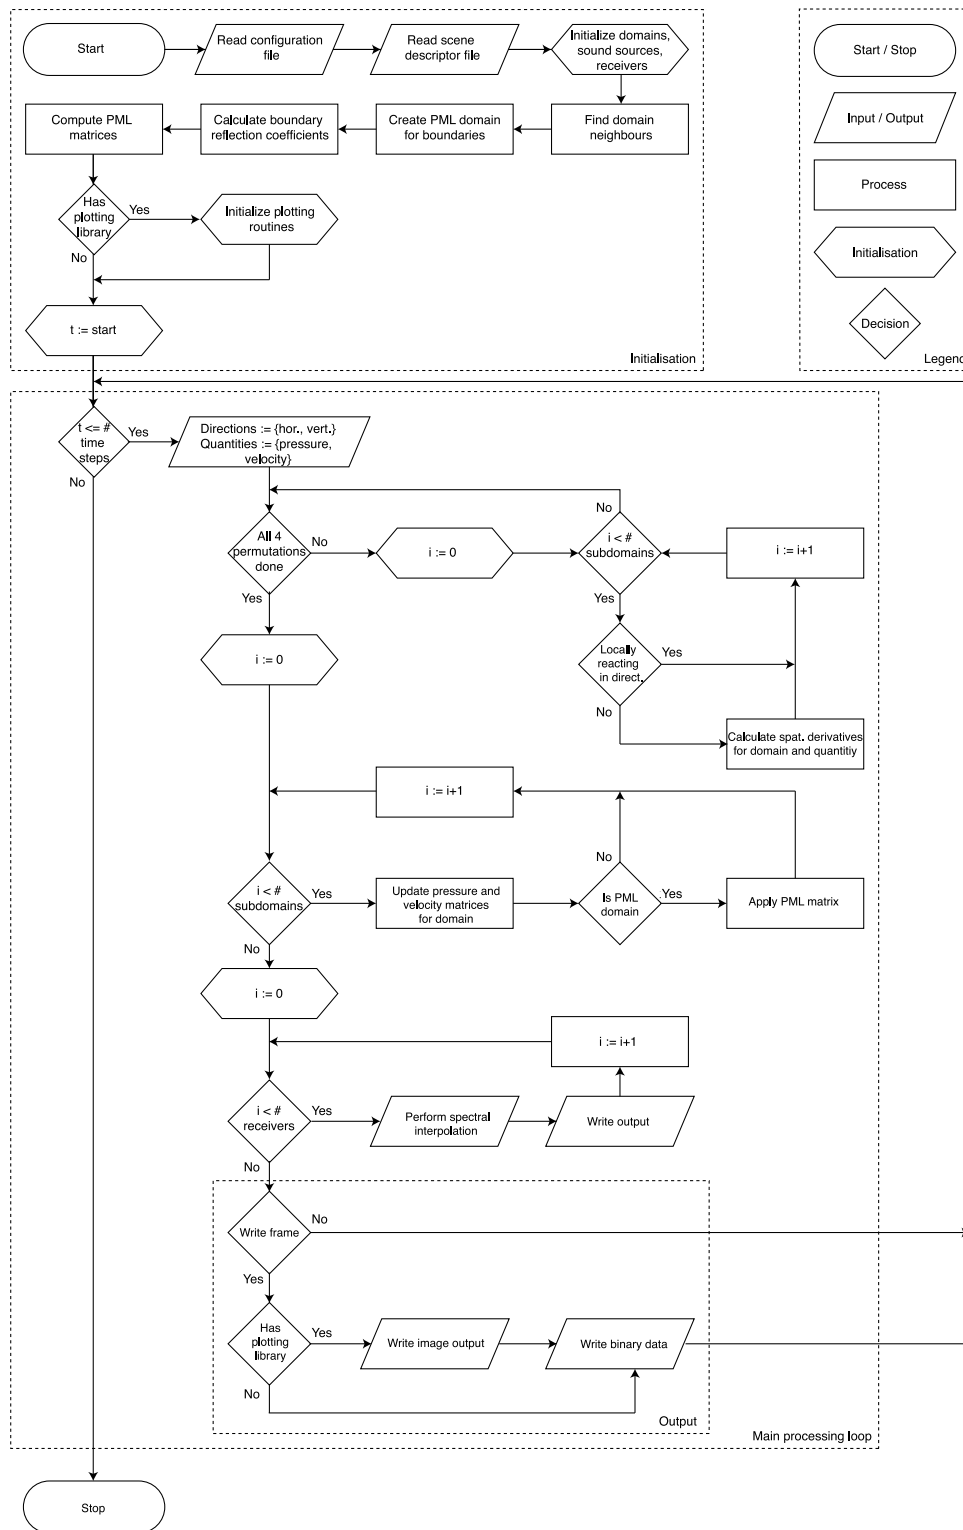 Start
Read configuration
file
Read scene
descriptor file
Initialize domains,
sound sources,
receivers
Start / Stop
Compute PML
matrices
Calculate boundary
reflection coefficients
Create PML domain
for boundaries
Find domain
neighbours
Input / Output
Process
Has
plotting
library
Yes
No
Initialize plotting
routines
Initialisation
t := start
Initialisation
Decision
Legend
t <= #
time
steps
Yes
No
Directions := {hor., vert.}
Quantities := {pressure,
velocity}
All 4
permutations
done
No
Yes
i := 0
No
i < #
subdomains
Yes
i := i+1
i := 0
Locally
reacting
in direct.
Yes
No
Calculate spat. derivatives
for domain and quantitiy
i := i+1
i < #
subdomains
Yes
No
Update pressure and
velocity matrices
for domain
No
Is PML
domain
.Yes
Apply PML matrix
i := 0
i := i+1
i < #
receivers
Yes
No
Perform spectral
interpolation
Write output
Write frame
No
Yes
Has
plotting
library
Yes
No
Write image output
Write binary data
Output
Main processing loop
Stop